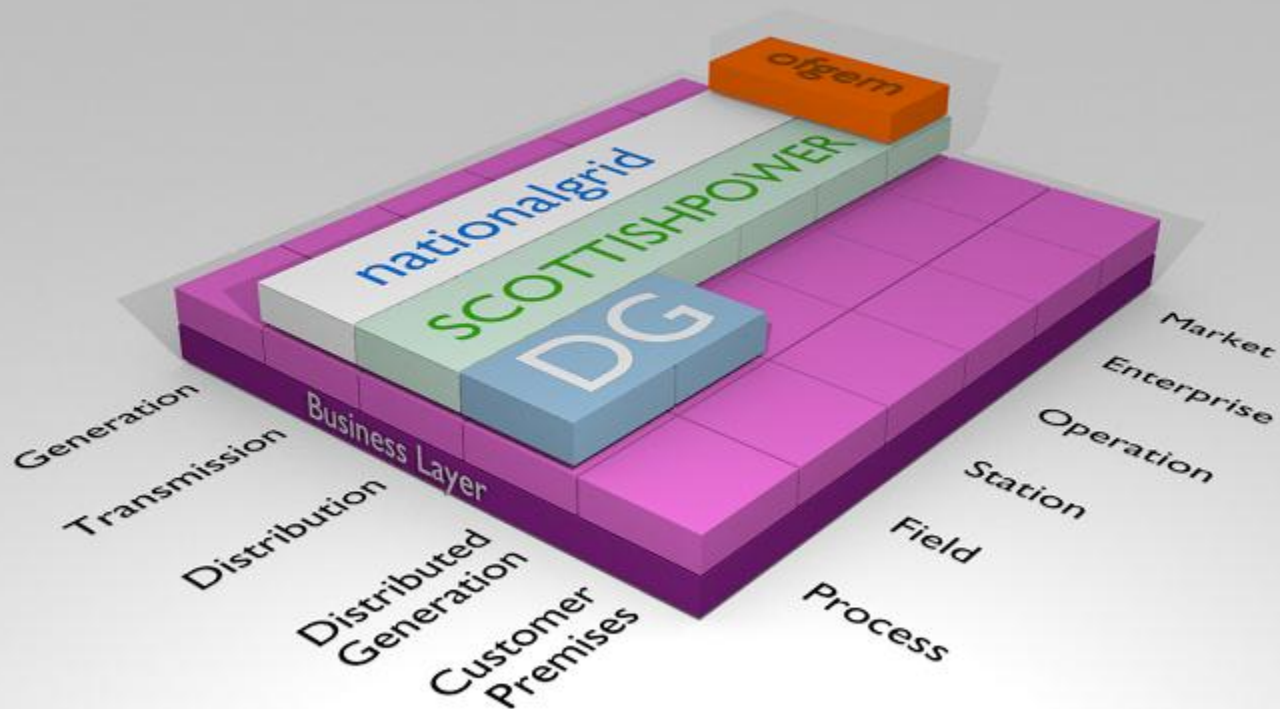 ofgem
nationalgrid
SCOTTISHPOWER
DG
Business Layer
Generation
Transmission
Distribution
Distributed
Generation
Customer
Premises
Market
Enterprise
Operation
Station
Field
Process